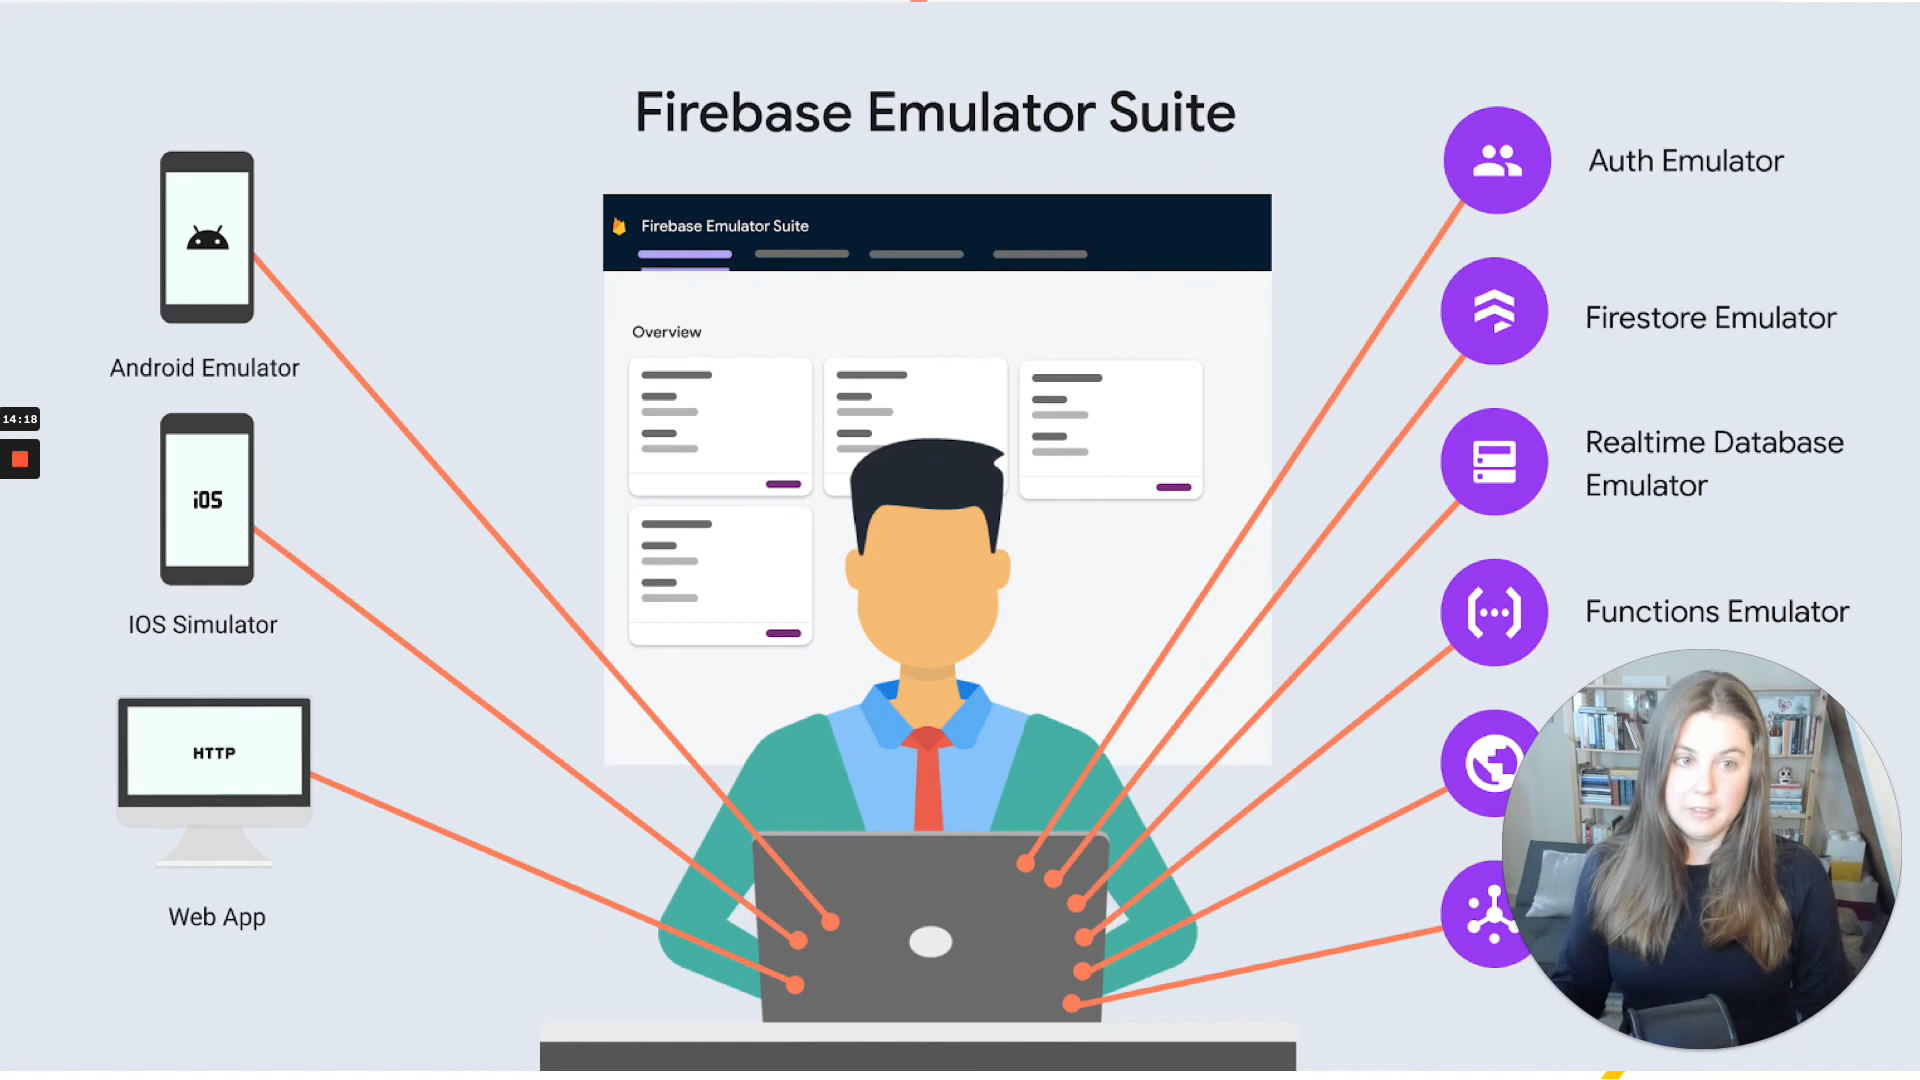 Firebase Emulator Suite
Firebase Emulator Suite
Overview
Android Emulator
iOS
IOS Simulator
HTTP
Web App
14:18
Auth Emulator
Firestore Emulator
Realtime Database
Emulator
Functions Emulator